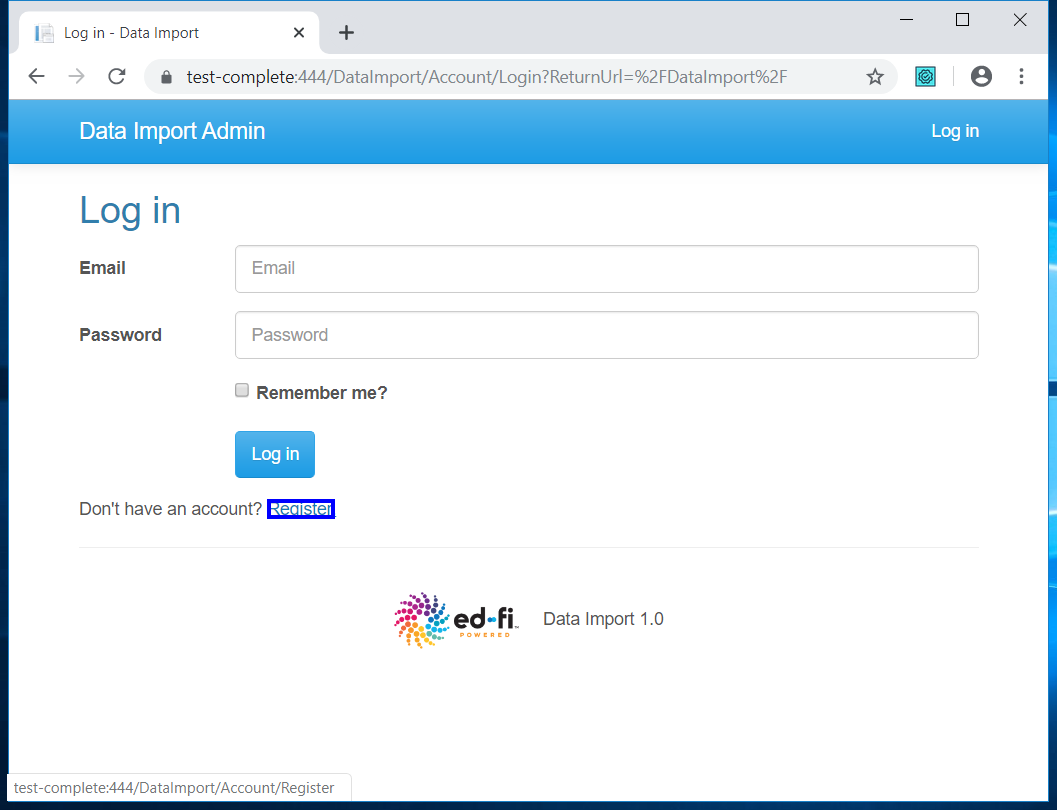 Log in - Data Import
test-complete:444/DataImport/Account/Login?ReturnUrl=%2FDataImport%2F
Data Import Admin Log in
Log in
Email Email
Password Password
Remember me?
Log in
Don't have an account? Register
ed-fi™ Data Import 1.0
POWERED
test-complete:444/DataImport/Account/Register